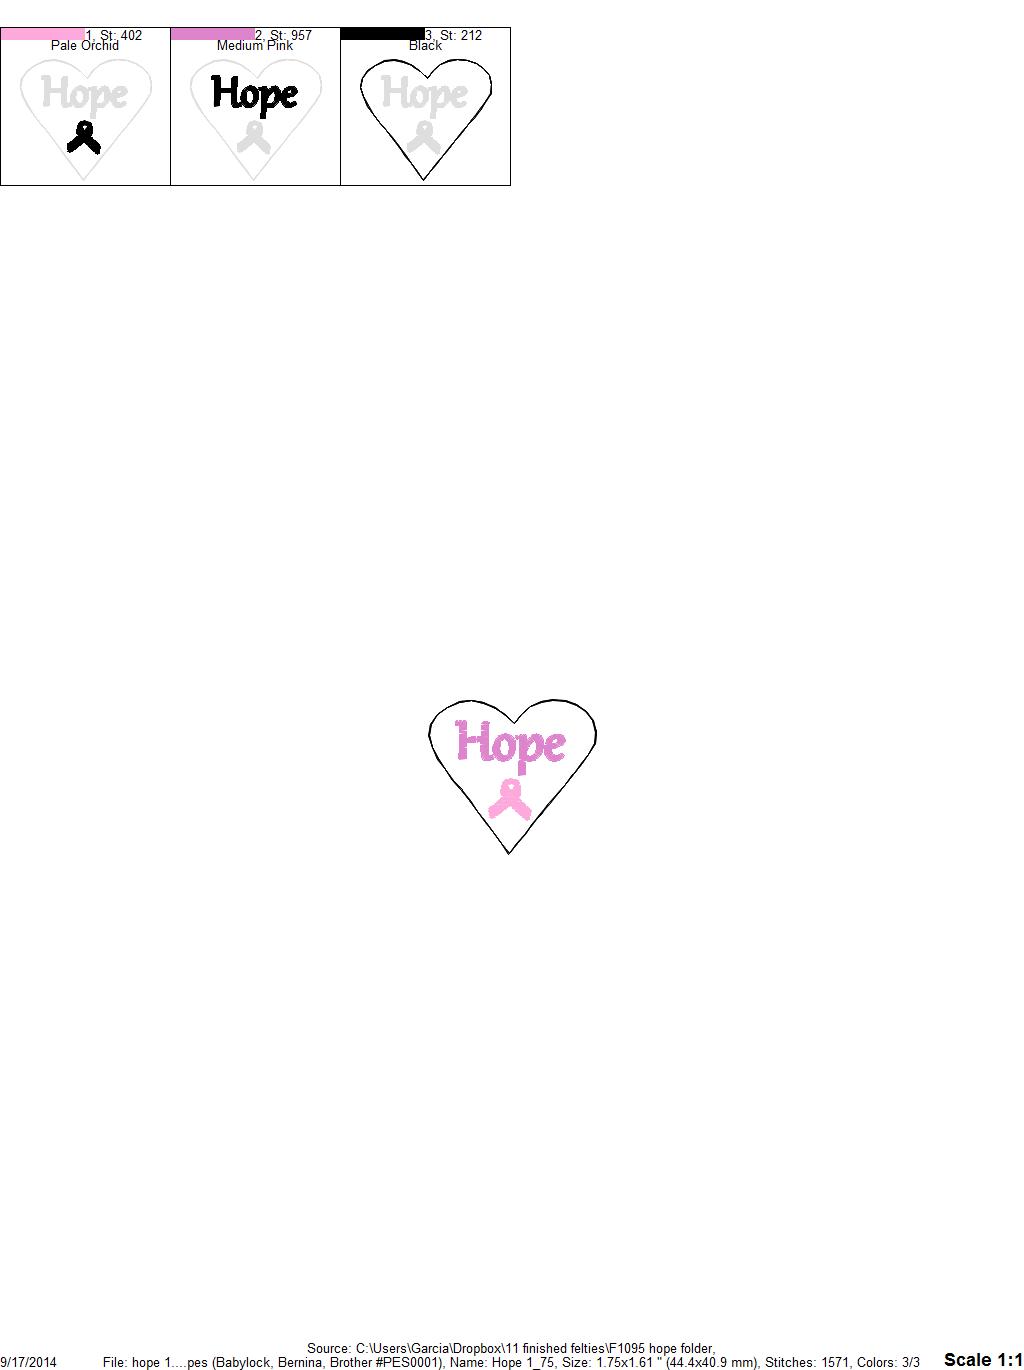 1, St: 402
Pale Orchid
Hope
2, St: 957
Medium Pink
Hope
3, St: 212
Black
Hope
Hope
Source: C:\Users\Garcia\Dropbox\11 finished felties\F1095 hope folder,
9/17/2014 File: hope 1....pes (Babylock, Bernina, Brother #PES0001), Name: Hope 1_75, Size: 1.75x1.61 " (44.4x40.9 mm), Stitches: 1571, Colors: 3/3 Scale 1:1